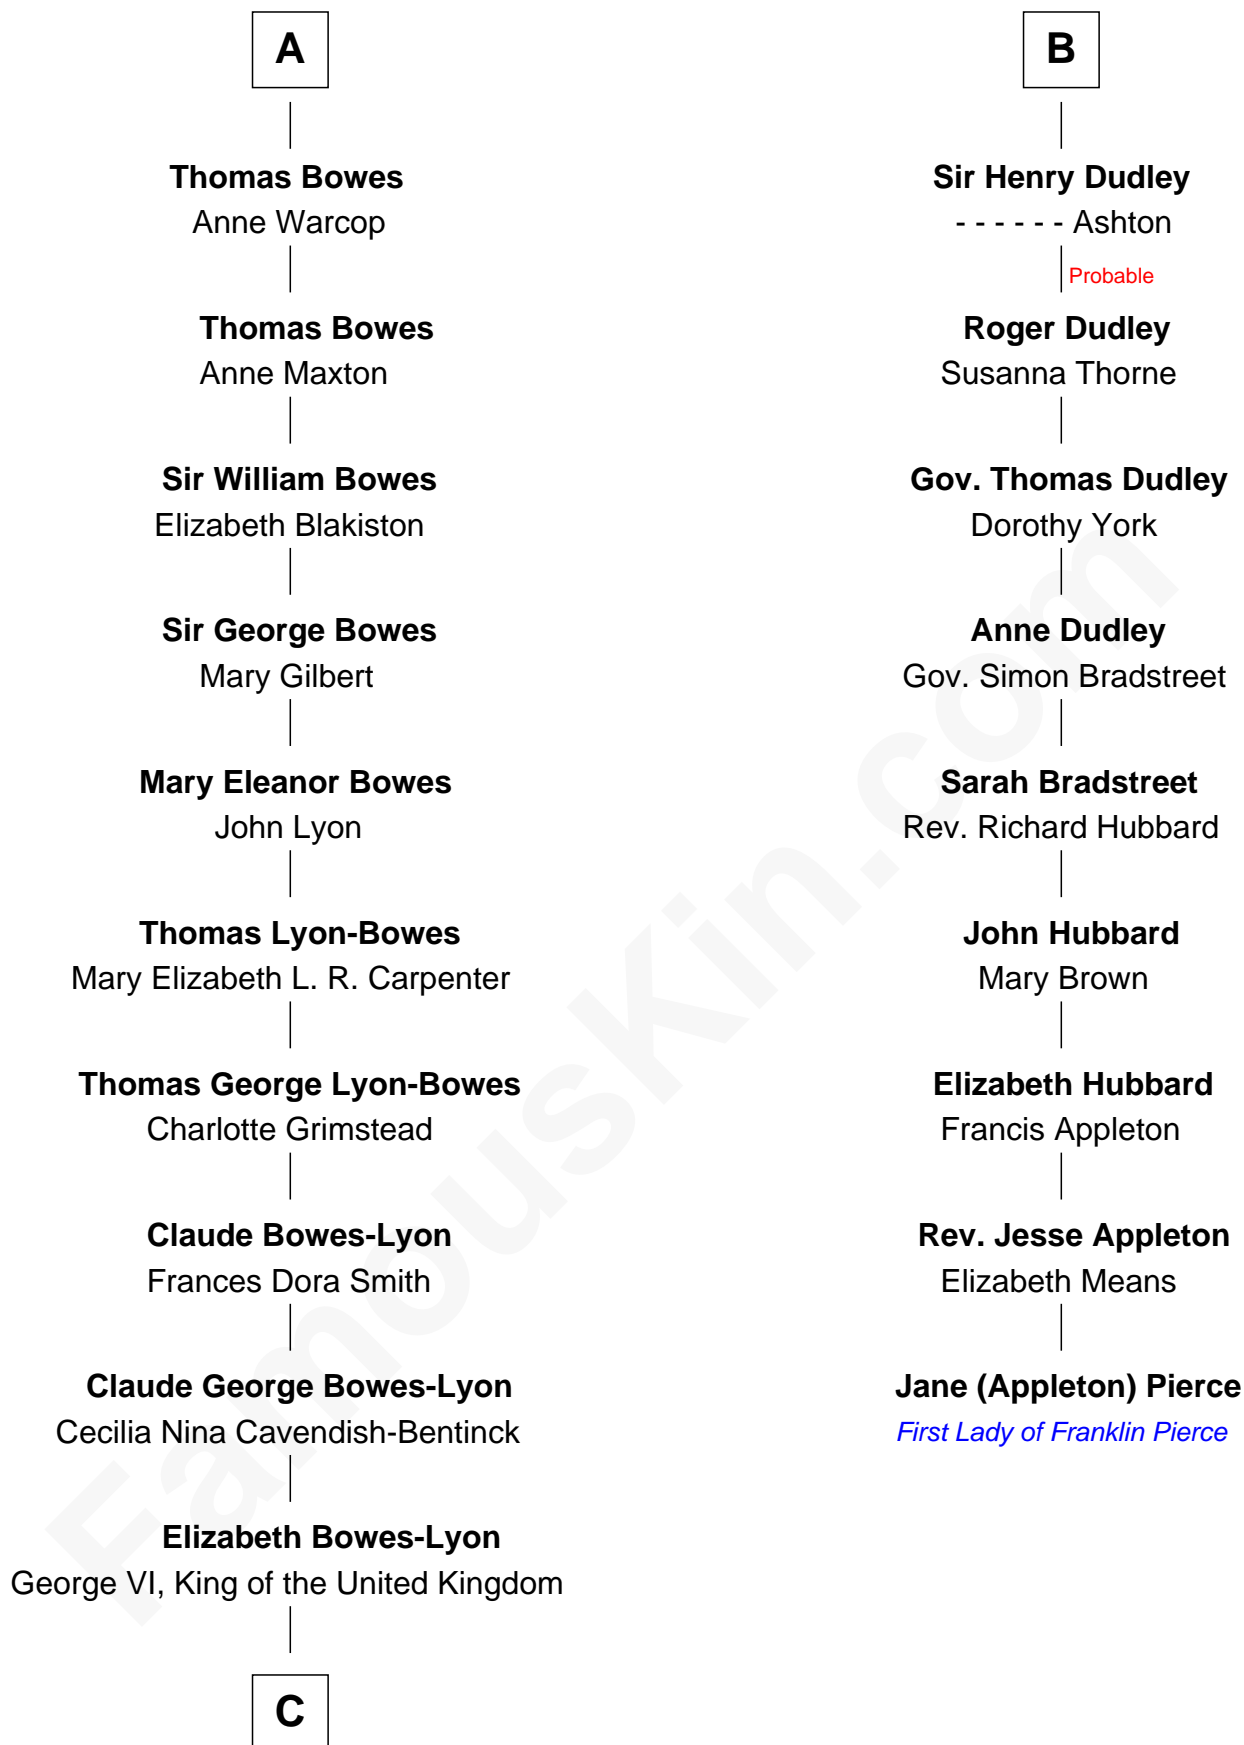 A
Thomas Bowes
Anne Warcop
Thomas Bowes
Anne Maxton
Sir William Bowes
Elizabeth Blakiston
Sir George Bowes
Mary Gilbert
Mary Eleanor Bowes
John Lyon
Thomas Lyon-Bowes
Mary Elizabeth L. R. Carpenter
Thomas George Lyon-Bowes
Charlotte Grimstead
Claude Bowes-Lyon
Frances Dora Smith
Claude George Bowes-Lyon
Cecilia Nina Cavendish-Bentinck
Elizabeth Bowes-Lyon
George VI, King of the United Kingdom
C
B
Sir Henry Dudley
- - - - - - Ashton
Probable
Roger Dudley
Susanna Thorne
Gov. Thomas Dudley
Dorothy York
Anne Dudley
Gov. Simon Bradstreet
Sarah Bradstreet
Rev. Richard Hubbard
John Hubbard
Mary Brown
Elizabeth Hubbard
Francis Appleton
Rev. Jesse Appleton
Elizabeth Means
Jane (Appleton) Pierce
First Lady of Franklin Pierce
FamousKin.com